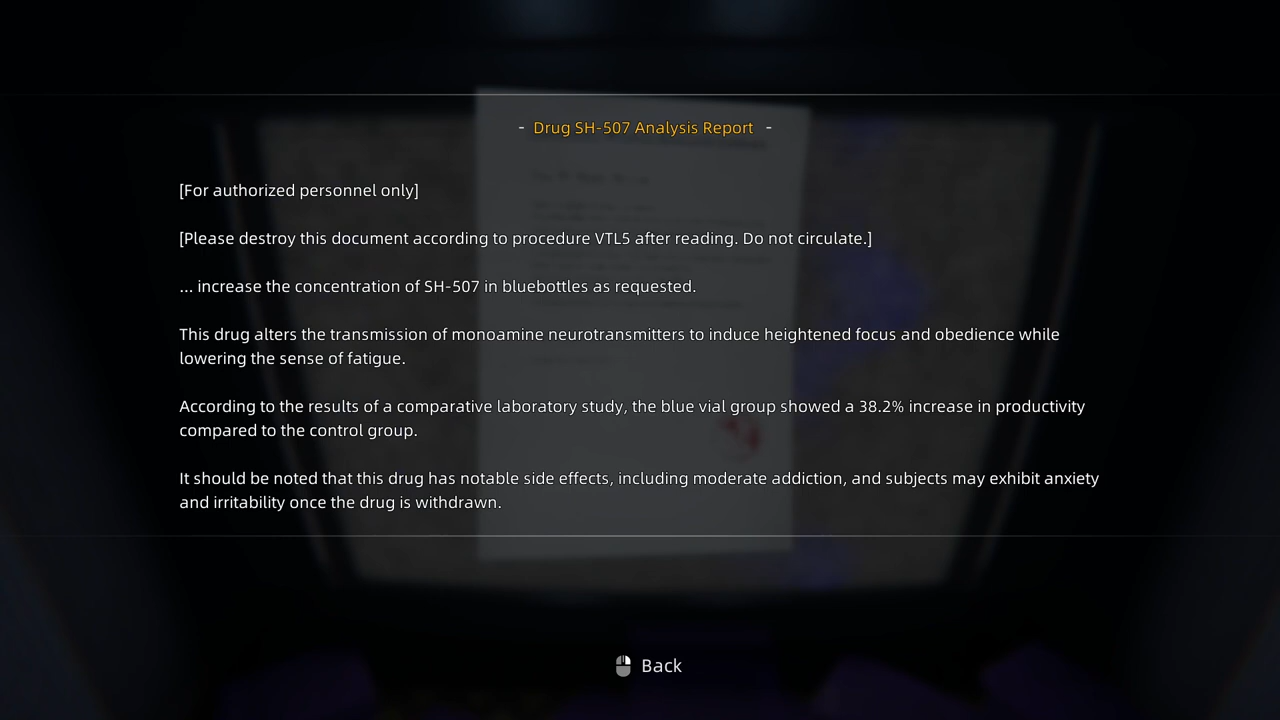 - Drug SH-507 Analysis Report -
[For authorized personnel only]
[Please destroy this document according to procedure VTL5 after reading. Do not circulate.]
... increase the concentration of SH-507 in bluebottles as requested.
This drug alters the transmission of monoamine neurotransmitters to induce heightened focus and obedience while
lowering the sense of fatigue.
According to the results of a comparative laboratory study, the blue vial group showed a 38.2% increase in productivity
compared to the control group.
It should be noted that this drug has notable side effects, including moderate addiction, and subjects may exhibit anxiety
and irritability once the drug is withdrawn.
Back